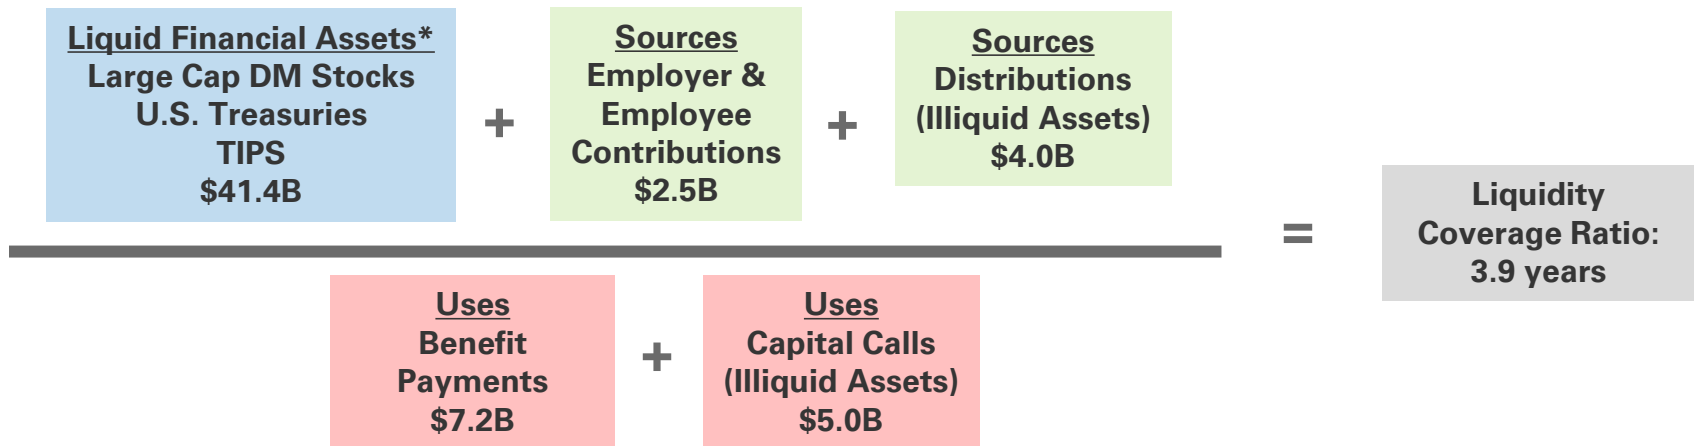 Liquid Financial Assets*
Large Cap DM Stocks
U.S. Treasuries
TIPS
$41.4B
+
Sources
Employer &
Employee
Contributions
$2.5B
+
Sources
Distributions
(Illiquid Assets)
$4.0B
Uses
Benefit
Payments
$7.2B
+
Uses
Capital Calls
(Illiquid Assets)
$5.0B
=
Liquidity
Coverage Ratio:
3.9 years